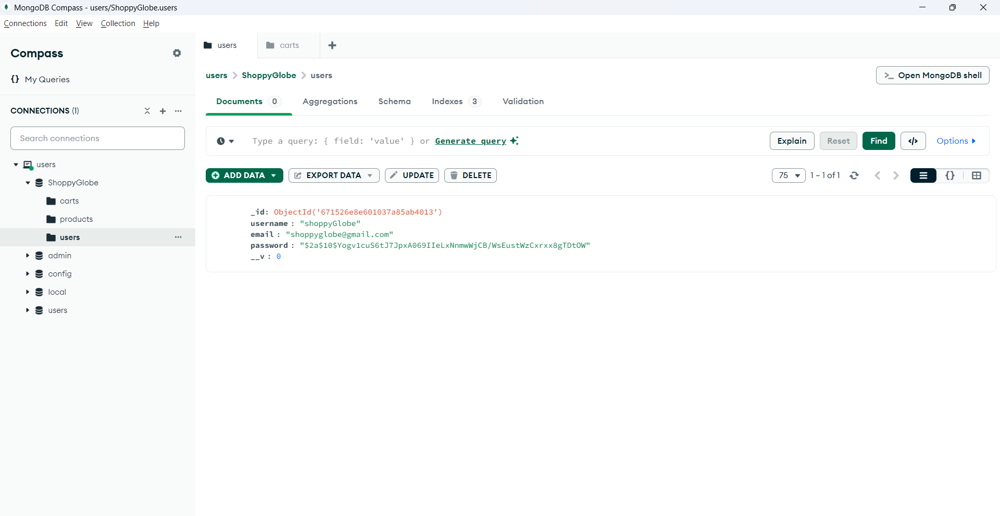 MongoDB Compass - users/ShoppyGlobe.users
Connections Edit View Collection Help
Compass
{} My Queries
CONNECTIONS (1)
Search connections
users
ShoppyGlobe
carts
products
users
admin
config
local
users
users carts
users > ShoppyGlobe > users
>_ Open MongoDB shell
Documents 0 Aggregations Schema Indexes 3 Validation
Type a query: { field: 'value' } or Generate query
Explain Reset Find </> Options
ADD DATA EXPORT DATA UPDATE DELETE
75 1 – 1 of 1 {}
_id: ObjectId('671526e8e601037a85ab4013')
username : "shoppyGlobe"
email : "shoppyglobe@gmail.com"
password : "$2a$10$Yogv1cuS6tJ7JpxA069IIeLxNnmwWjCB/WsEustWzCxrxx8gTDtOW"
__v : 0